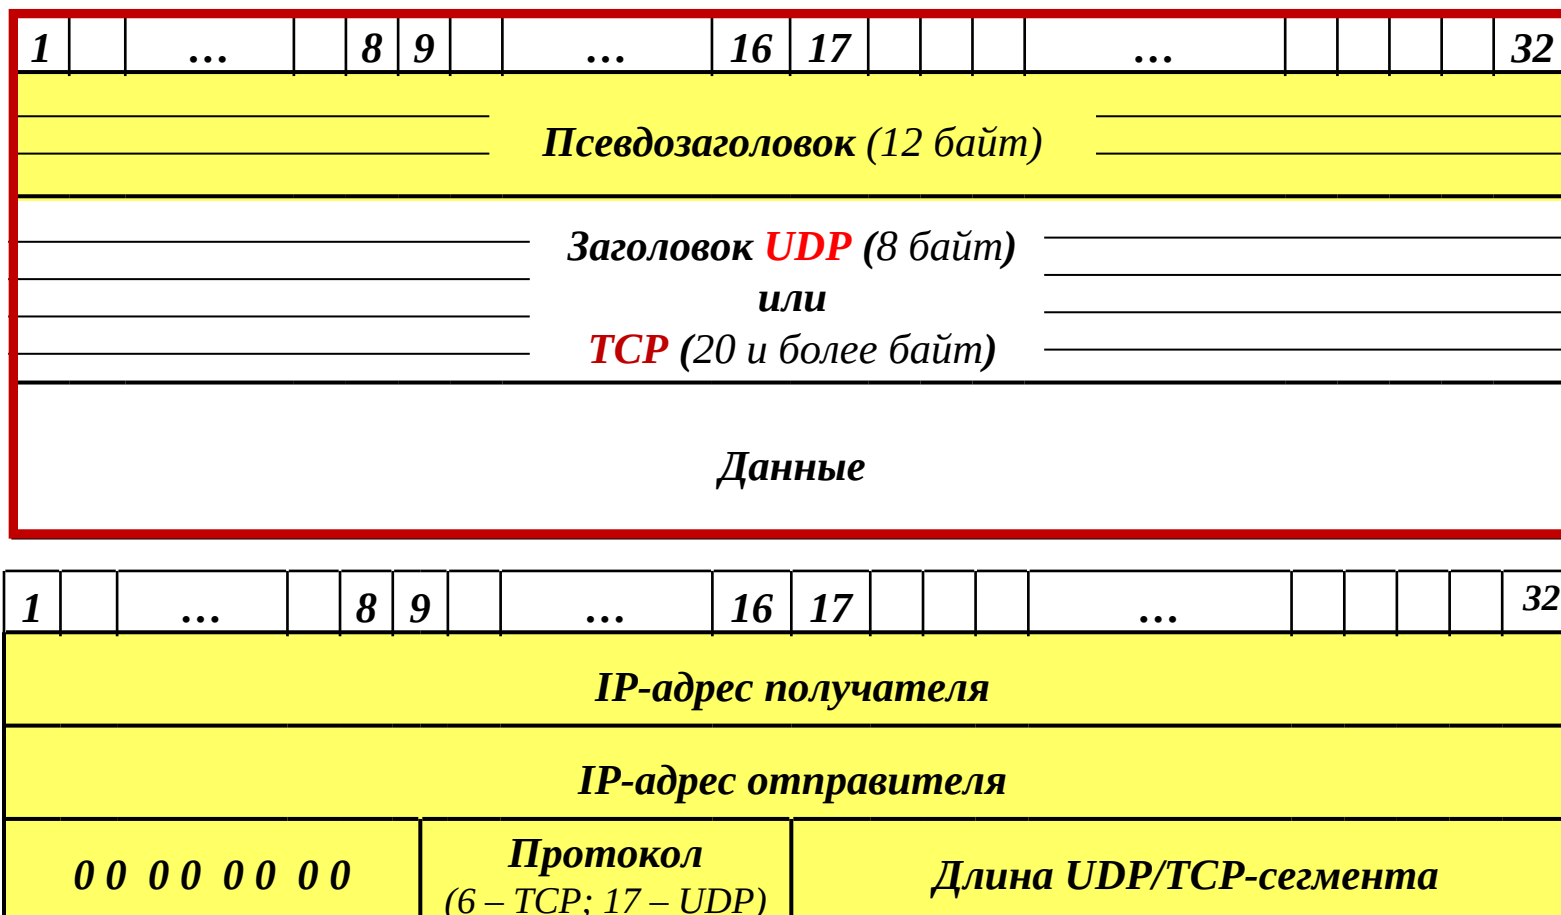 1 … 8 9 … 16 17 … 32
Псевдозаголовок (12 байт)
Заголовок UDP (8 байт)
или
TCP (20 и более байт)
Данные
1 … 8 9 … 16 17 … 32
IP-адрес получателя
IP-адрес отправителя
0 0 0 0 0 0 0 0
Протокол
(6 – TCP; 17 – UDP)
Длина UDP/TCP-сегмента